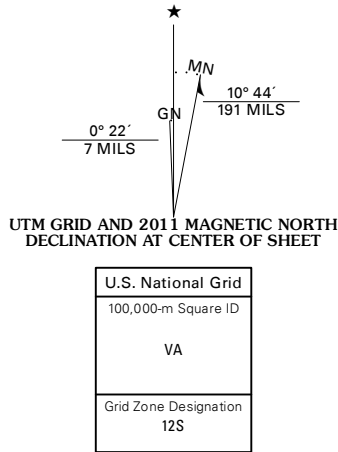 ★
MN
GN
10° 44´
191 MILS
0° 22´
7 MILS
UTM GRID AND 2011 MAGNETIC NORTH
DECLINATION AT CENTER OF SHEET
U.S. National Grid
100,000-m Square ID
VA
Grid Zone Designation
12S